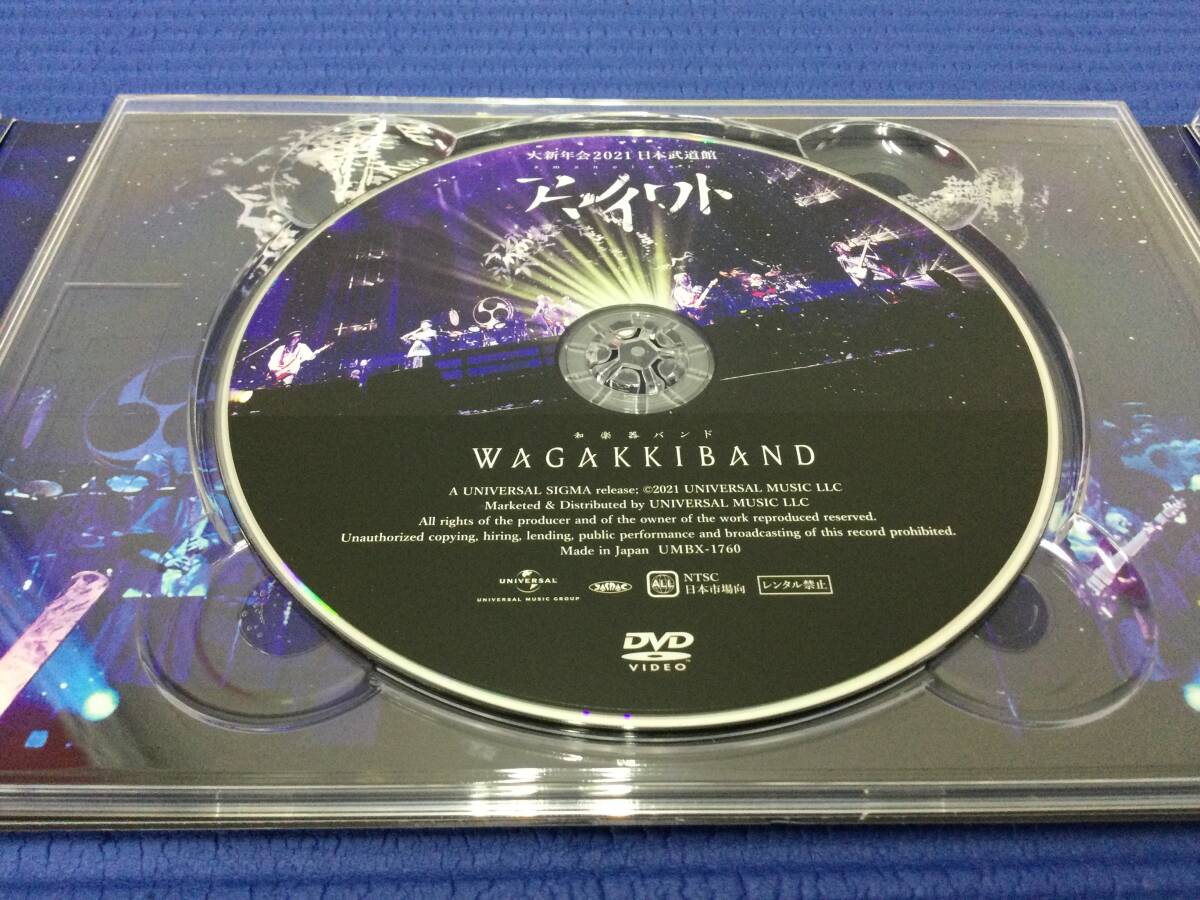 大新年会2021 日本武道館
アマノイワト
和楽器バンド
WAGAKKIBAND
A UNIVERSAL SIGMA release; ©2021 UNIVERSAL MUSIC LLC
Marketed & Distributed by UNIVERSAL MUSIC LLC
All rights of the producer and of the owner of the work reproduced reserved.
Unauthorized copying, hiring, lending, public performance and broadcasting of this record prohibited.
Made in Japan UMBX-1760
UNIVERSAL
UNIVERSAL MUSIC GROUP
JASRAC
ALL
NTSC
日本市場向
レンタル禁止
DVD
VIDEO